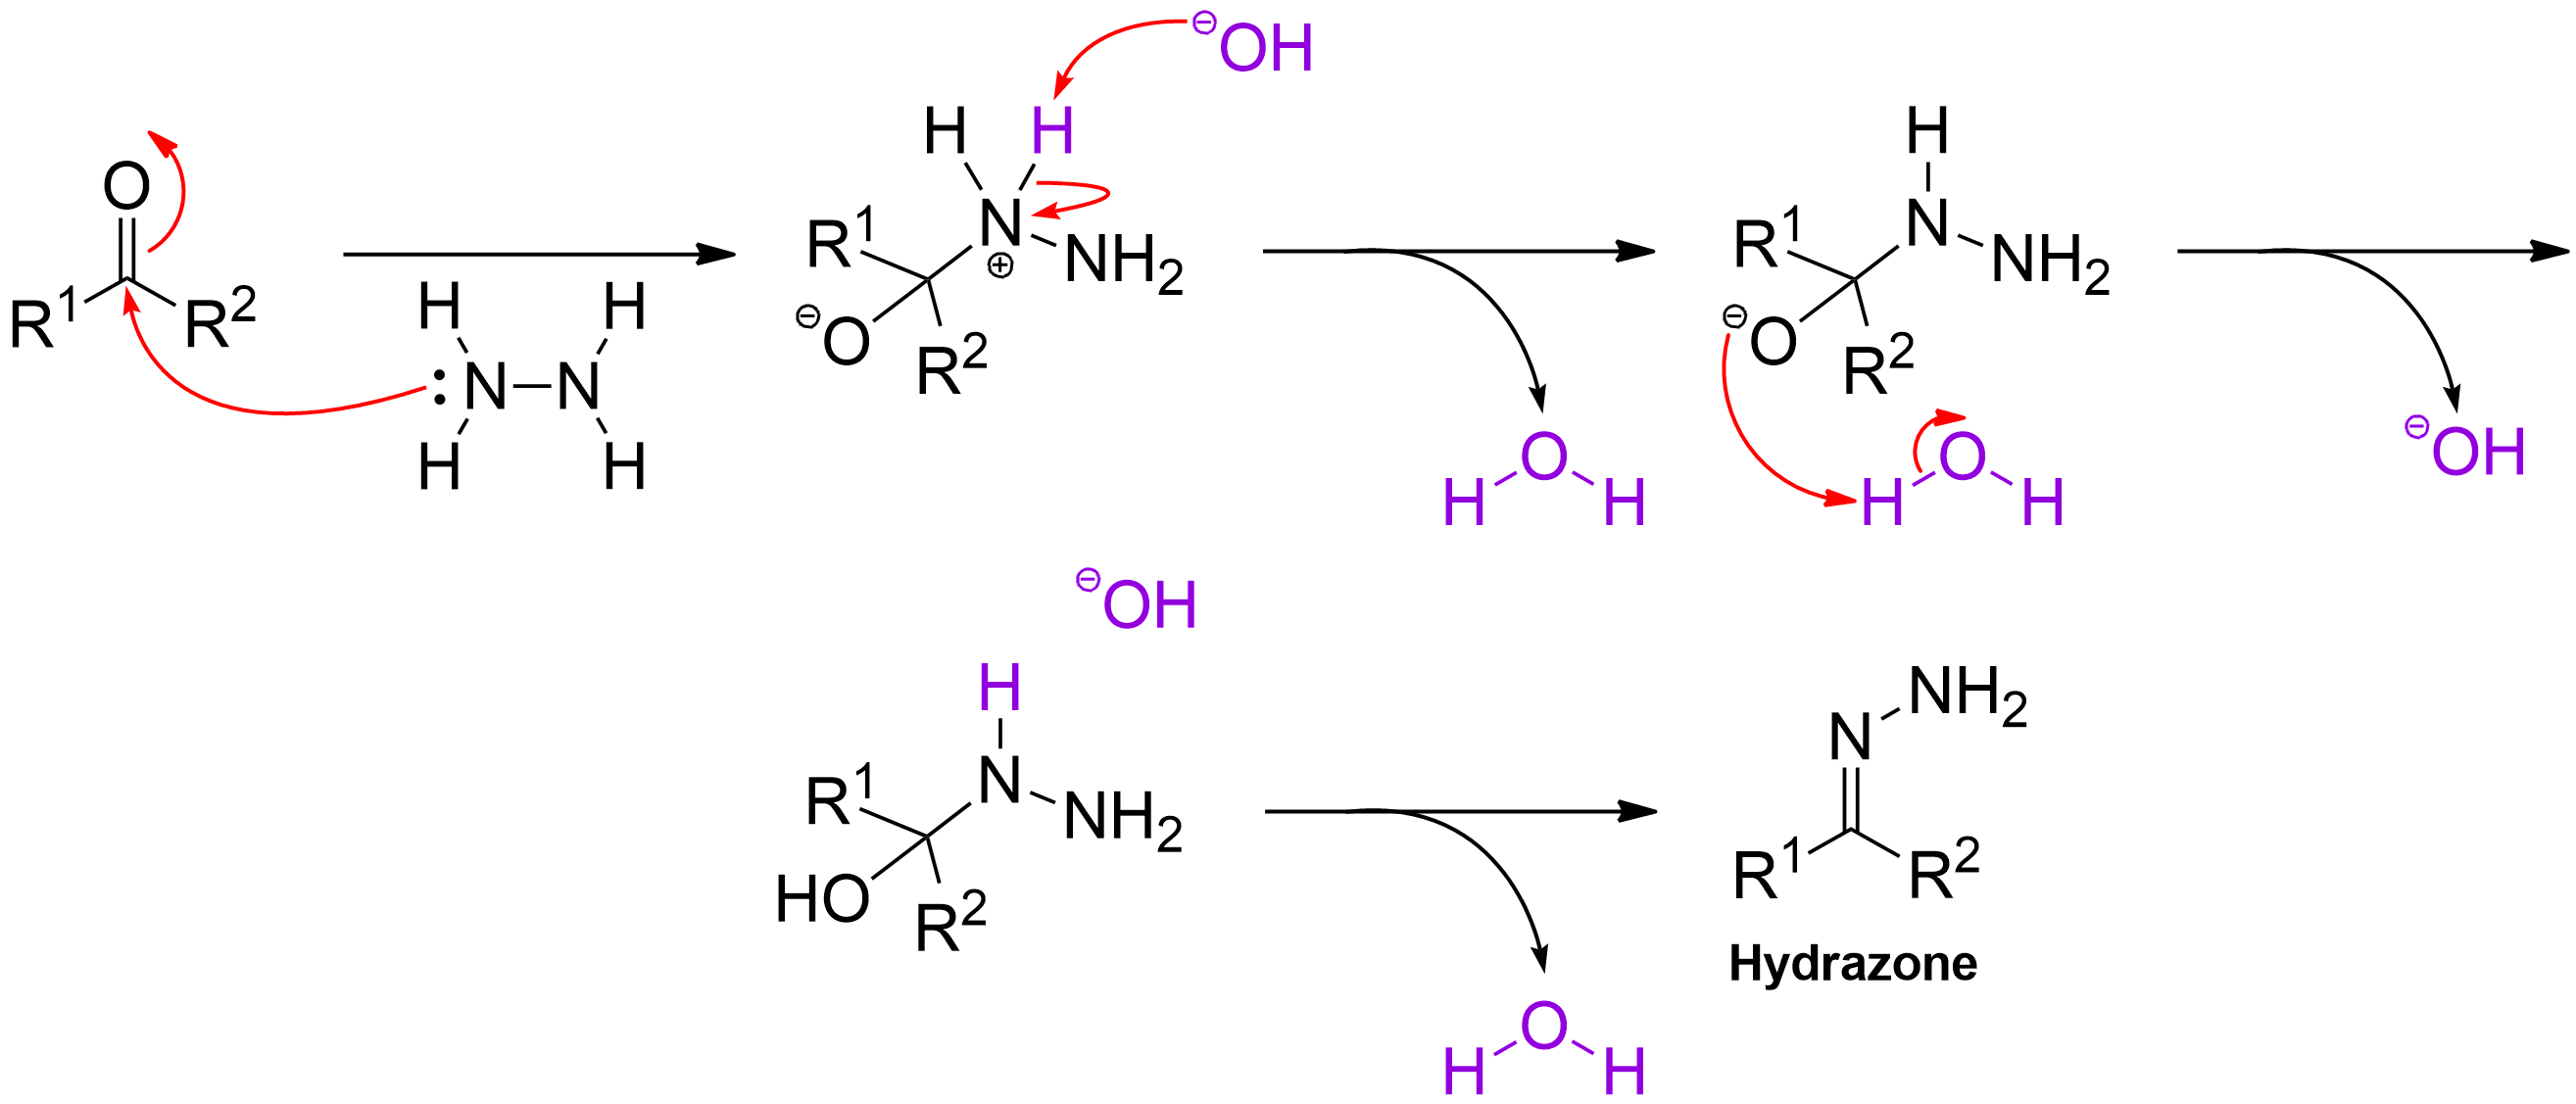 O
R1 R2
H H
:N–N
H H
⊖OH
H H
R1 N NH2
⊕
⊖O R2
H O H
H
R1 N NH2
⊖O R2
H O H
⊖OH
⊖OH
H
R1 N NH2
HO R2
H O H
N NH2
R1 R2
Hydrazone